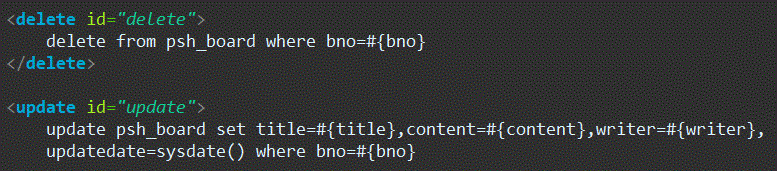 <delete id="delete">
    delete from psh_board where bno=#{bno}
</delete>

<update id="update">
    update psh_board set title=#{title},content=#{content},writer=#{writer},
    updatedate=sysdate() where bno=#{bno}